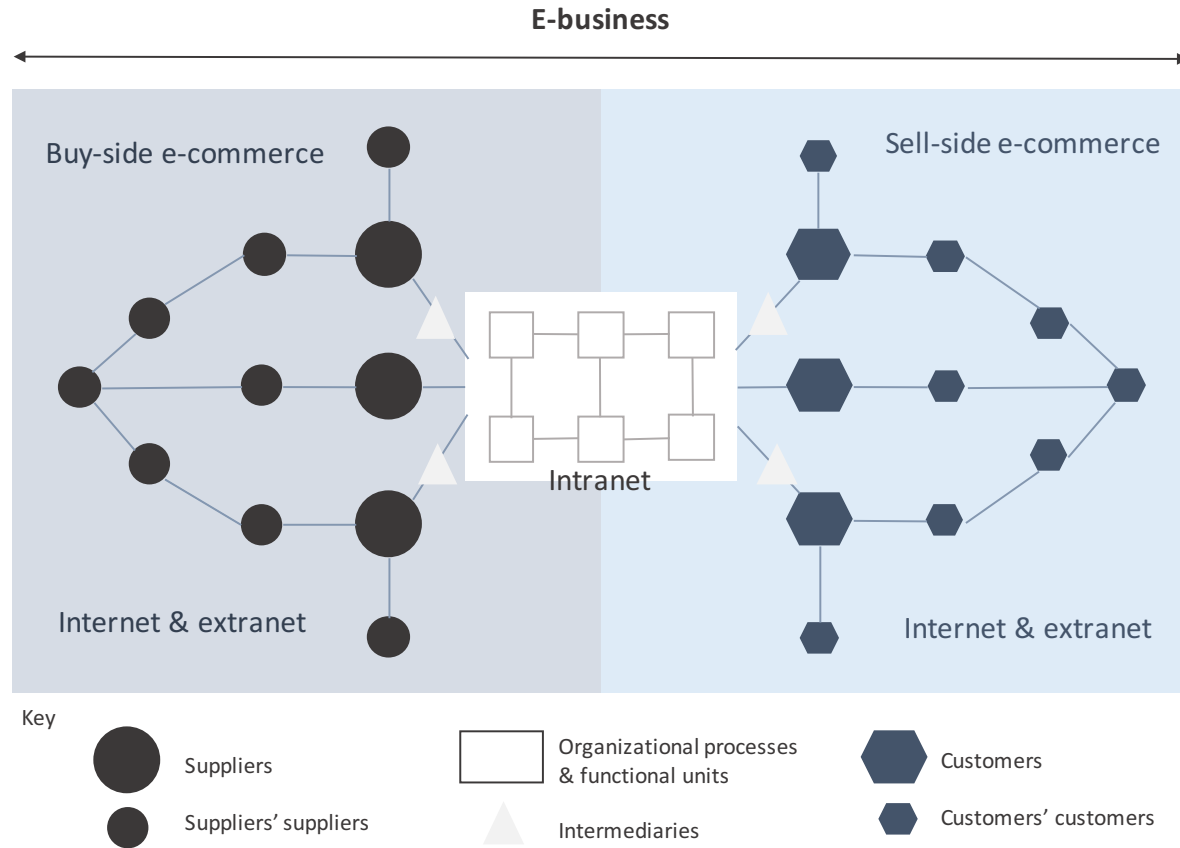 E-business
Buy-side e-commerce
Sell-side e-commerce
Intranet
Internet & extranet
Internet & extranet
Key
Suppliers
Organizational processes
& functional units
Customers
Suppliers’ suppliers
Intermediaries
Customers’ customers